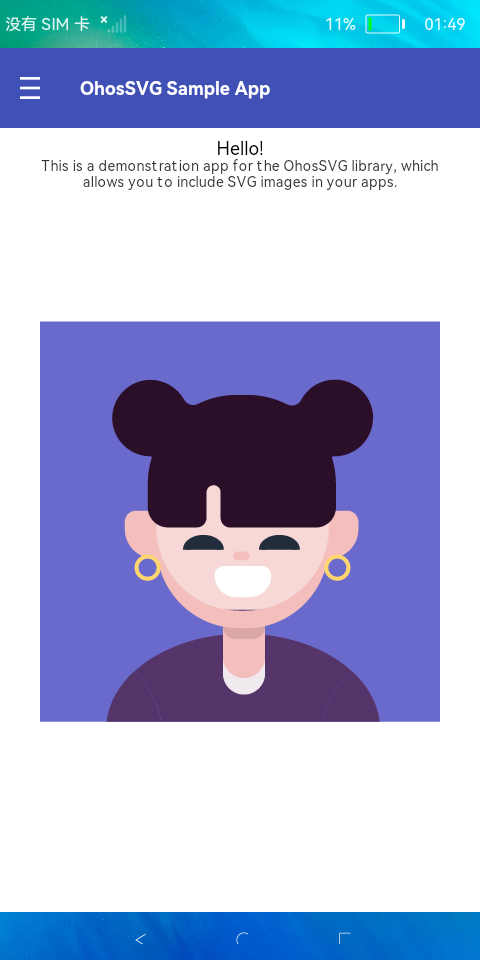 没有 SIM 卡 11% 01:49
OhosSVG Sample App
Hello!
This is a demonstration app for the OhosSVG library, which
allows you to include SVG images in your apps.